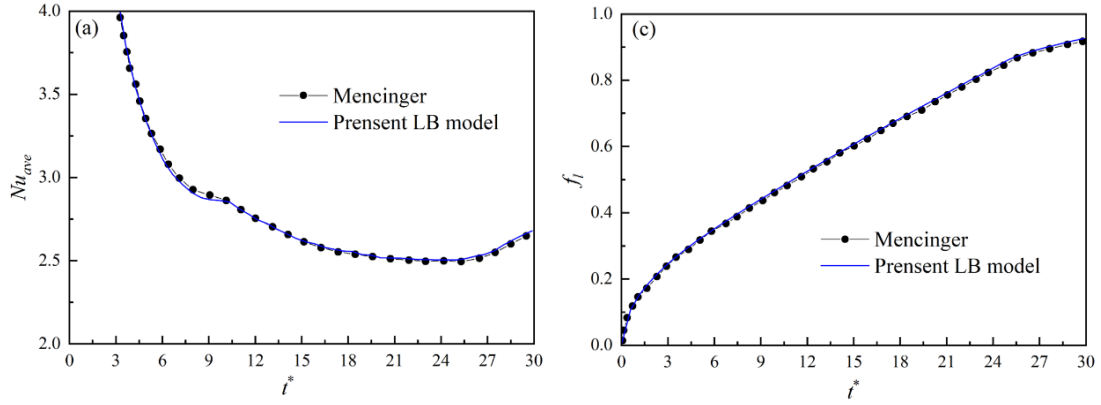 (a)
4.0
3.5
3.0
2.5
2.0
Nu_ave
Mencinger
Prensent LB model
0 3 6 9 12 15 18 21 24 27 30
t*
(c)
1.0
0.8
0.6
0.4
0.2
0.0
f_l
Mencinger
Prensent LB model
0 3 6 9 12 15 18 21 24 27 30
t*